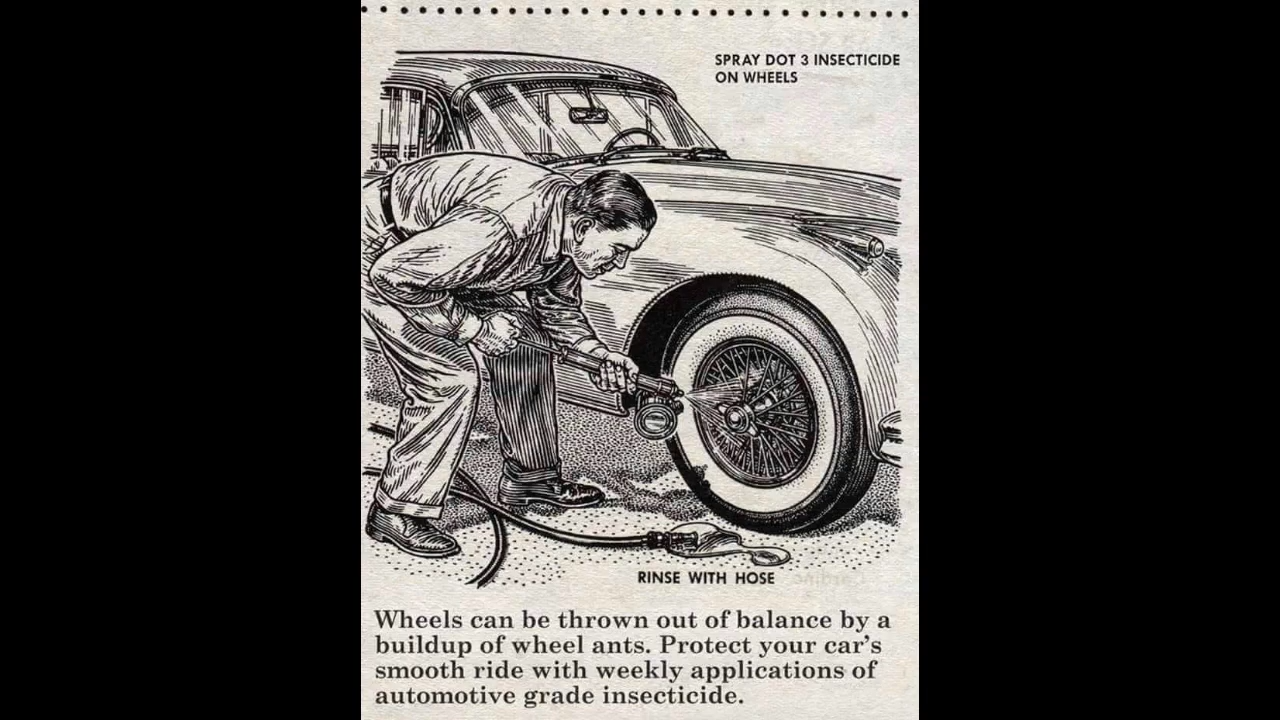 SPRAY DOT 3 INSECTICIDE
ON WHEELS
RINSE WITH HOSE
Wheels can be thrown out of balance by a
buildup of wheel ants. Protect your car's
smooth ride with weekly applications of
automotive grade insecticide.